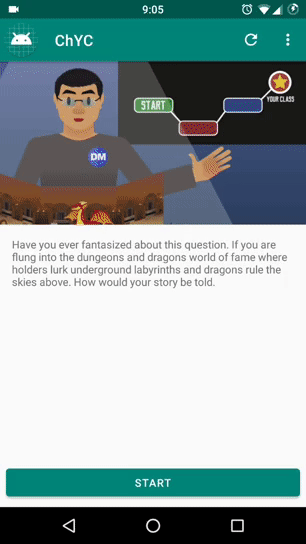 9:05
ChYC
START
YOUR CLASS
DM
Have you ever fantasized about this question. If you are
flung into the dungeons and dragons world of fame where
holders lurk underground labyrinths and dragons rule the
skies above. How would your story be told.
START